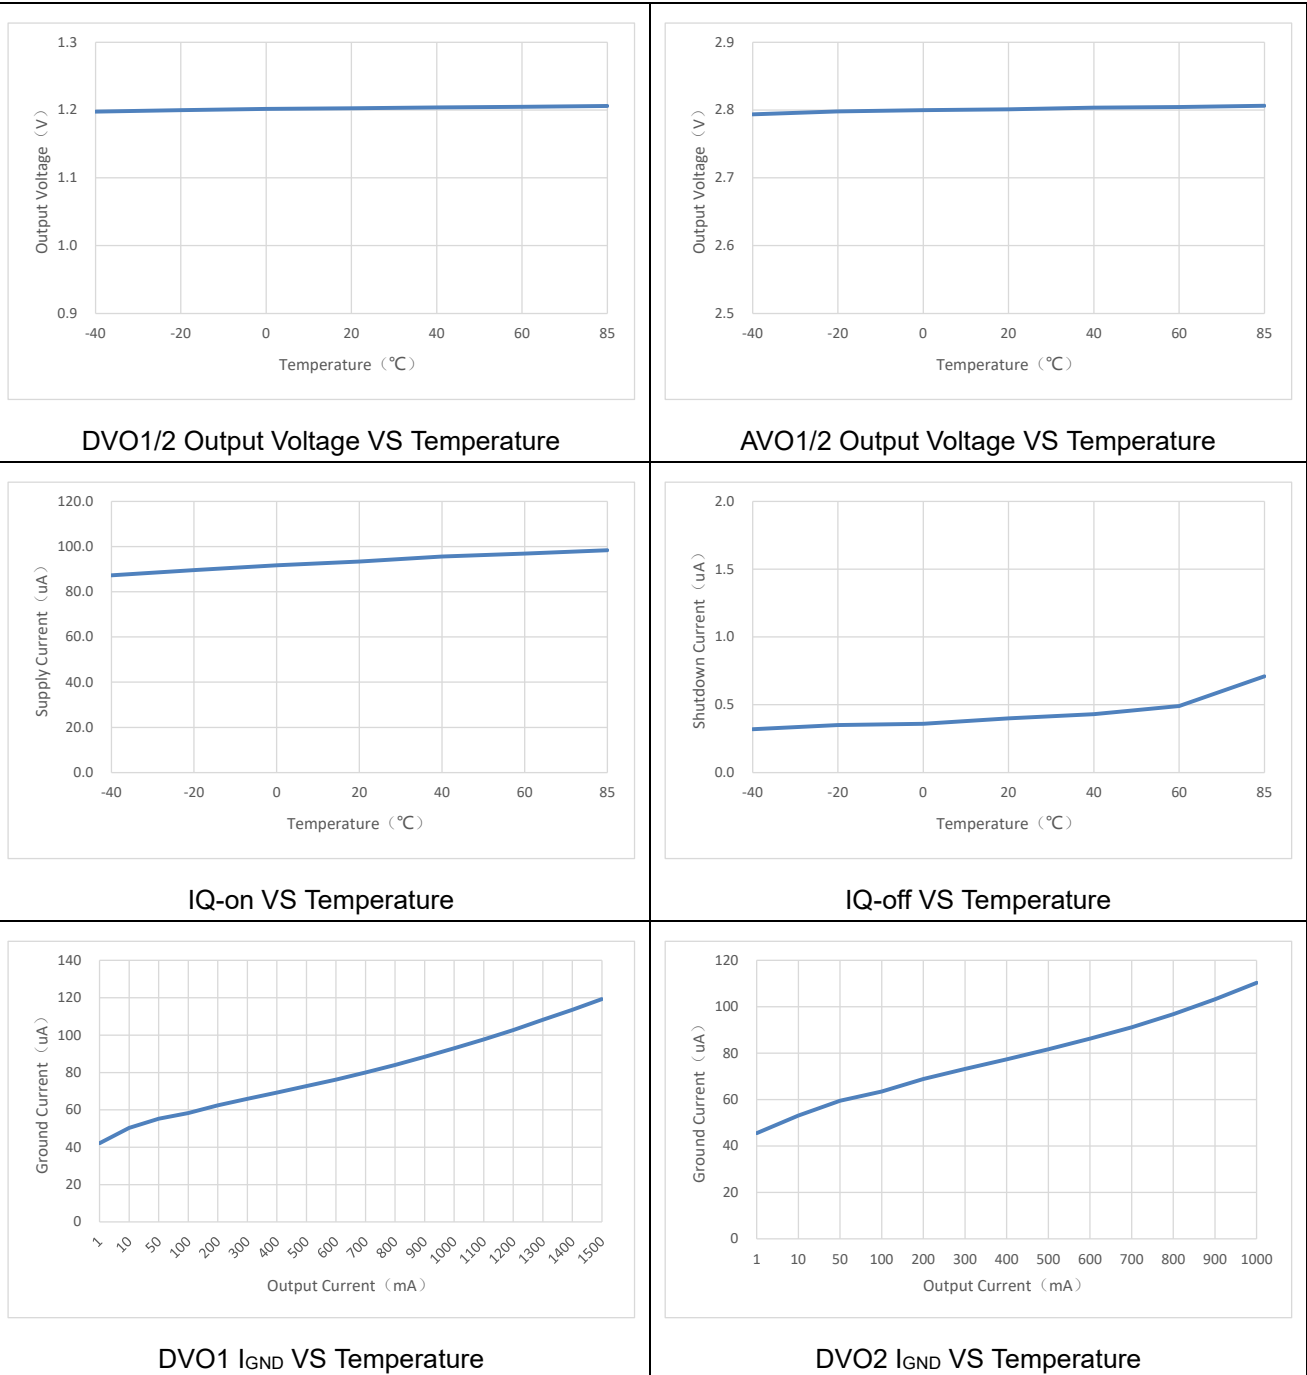 1.3
1.2
1.1
1.0
0.9
Output Voltage（V）
-40 -20 0 20 40 60 85
Temperature（℃）
DVO1/2 Output Voltage VS Temperature
2.9
2.8
2.7
2.6
2.5
Output Voltage（V）
-40 -20 0 20 40 60 85
Temperature（℃）
AVO1/2 Output Voltage VS Temperature
120.0
100.0
80.0
60.0
40.0
20.0
0.0
Supply Current（uA）
-40 -20 0 20 40 60 85
Temperature（℃）
IQ-on VS Temperature
2.0
1.5
1.0
0.5
0.0
Shutdown Current（uA）
-40 -20 0 20 40 60 85
Temperature（℃）
IQ-off VS Temperature
140
120
100
80
60
40
20
0
Ground Current（uA）
1 10 50 100 200 300 400 500 600 700 800 900 1000 1100 1200 1300 1400 1500
Output Current（mA）
DVO1 IGND VS Temperature
120
100
80
60
40
20
0
Ground Current（uA）
1 10 50 100 200 300 400 500 600 700 800 900 1000
Output Current（mA）
DVO2 IGND VS Temperature